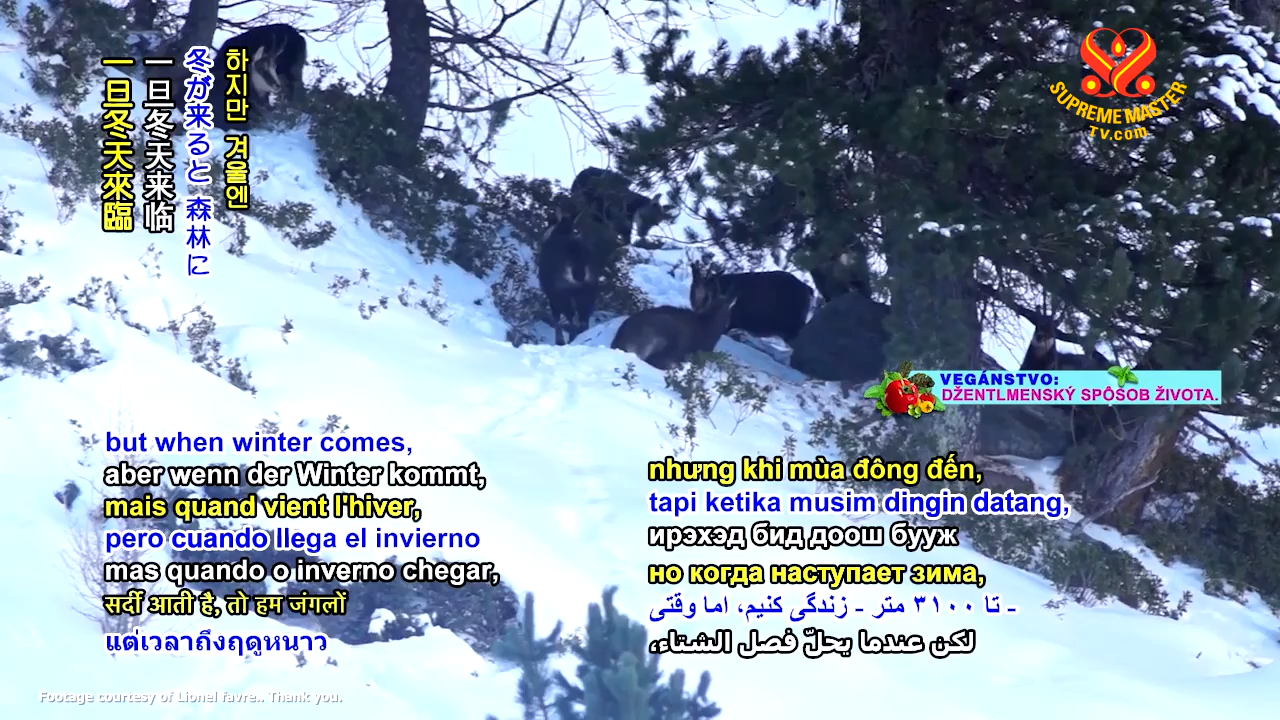 하지만 겨울엔
冬が来ると 森林に
一旦冬天来临
一旦冬天來臨
SUPREME MASTER
TV.com
VEGÁNSTVO:
DŽENTLMENSKÝ SPÔSOB ŽIVOTA.
but when winter comes,
aber wenn der Winter kommt,
mais quand vient l'hiver,
pero cuando llega el invierno
mas quando o inverno chegar,
सर्दी आती है, तो हम जंगलों
แต่เวลาถึงฤดูหนาว
nhưng khi mùa đông đến,
tapi ketika musim dingin datang,
ирэхэд бид доош бууж
но когда наступает зима,
- تا ۳۱۰۰ متر - زندگی کنیم، اما وقتی
لكن عندما يحلّ فصل الشتاء،
Footage courtesy of Lionel favre.. Thank you.